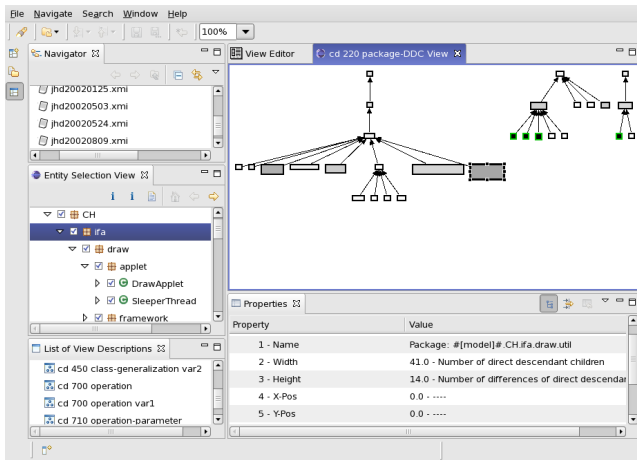 File Navigate Search Window Help
100%
Navigator
jhd20020125.xmi
jhd20020503.xmi
jhd20020524.xmi
jhd20020809.xmi
Entity Selection View
CH
ifa
draw
applet
DrawApplet
SleeperThread
framework
List of View Descriptions
cd 450 class-generalization var2
cd 700 operation
cd 700 operation var1
cd 710 operation-parameter
View Editor
cd 220 package-DDC View
Properties
Property Value
1 - Name Package: #[model]#.CH.ifa.draw.util
2 - Width 41.0 - Number of direct descendant children
3 - Height 14.0 - Number of differences of direct descendar
4 - X-Pos 0.0 - ----
5 - Y-Pos 0.0 - ----